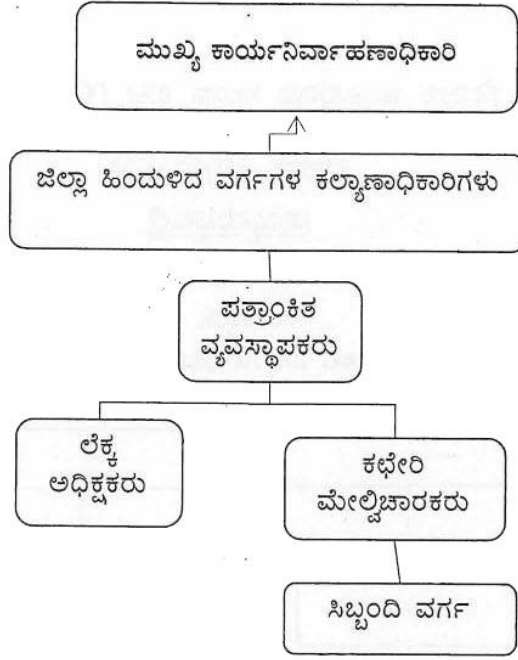 ಮುಖ್ಯ ಕಾರ್ಯನಿರ್ವಾಹಣಾಧಿಕಾರಿ
ಜಿಲ್ಲಾ ಹಿಂದುಳಿದ ವರ್ಗಗಳ ಕಲ್ಯಾಣಾಧಿಕಾರಿಗಳು
ಪತ್ರಾಂಕಿತ
ವ್ಯವಸ್ಥಾಪಕರು
ಲೆಕ್ಕ
ಅಧಿಕ್ಷಕರು
ಕಛೇರಿ
ಮೇಲ್ವಿಚಾರಕರು
ಸಿಬ್ಬಂದಿ ವರ್ಗ